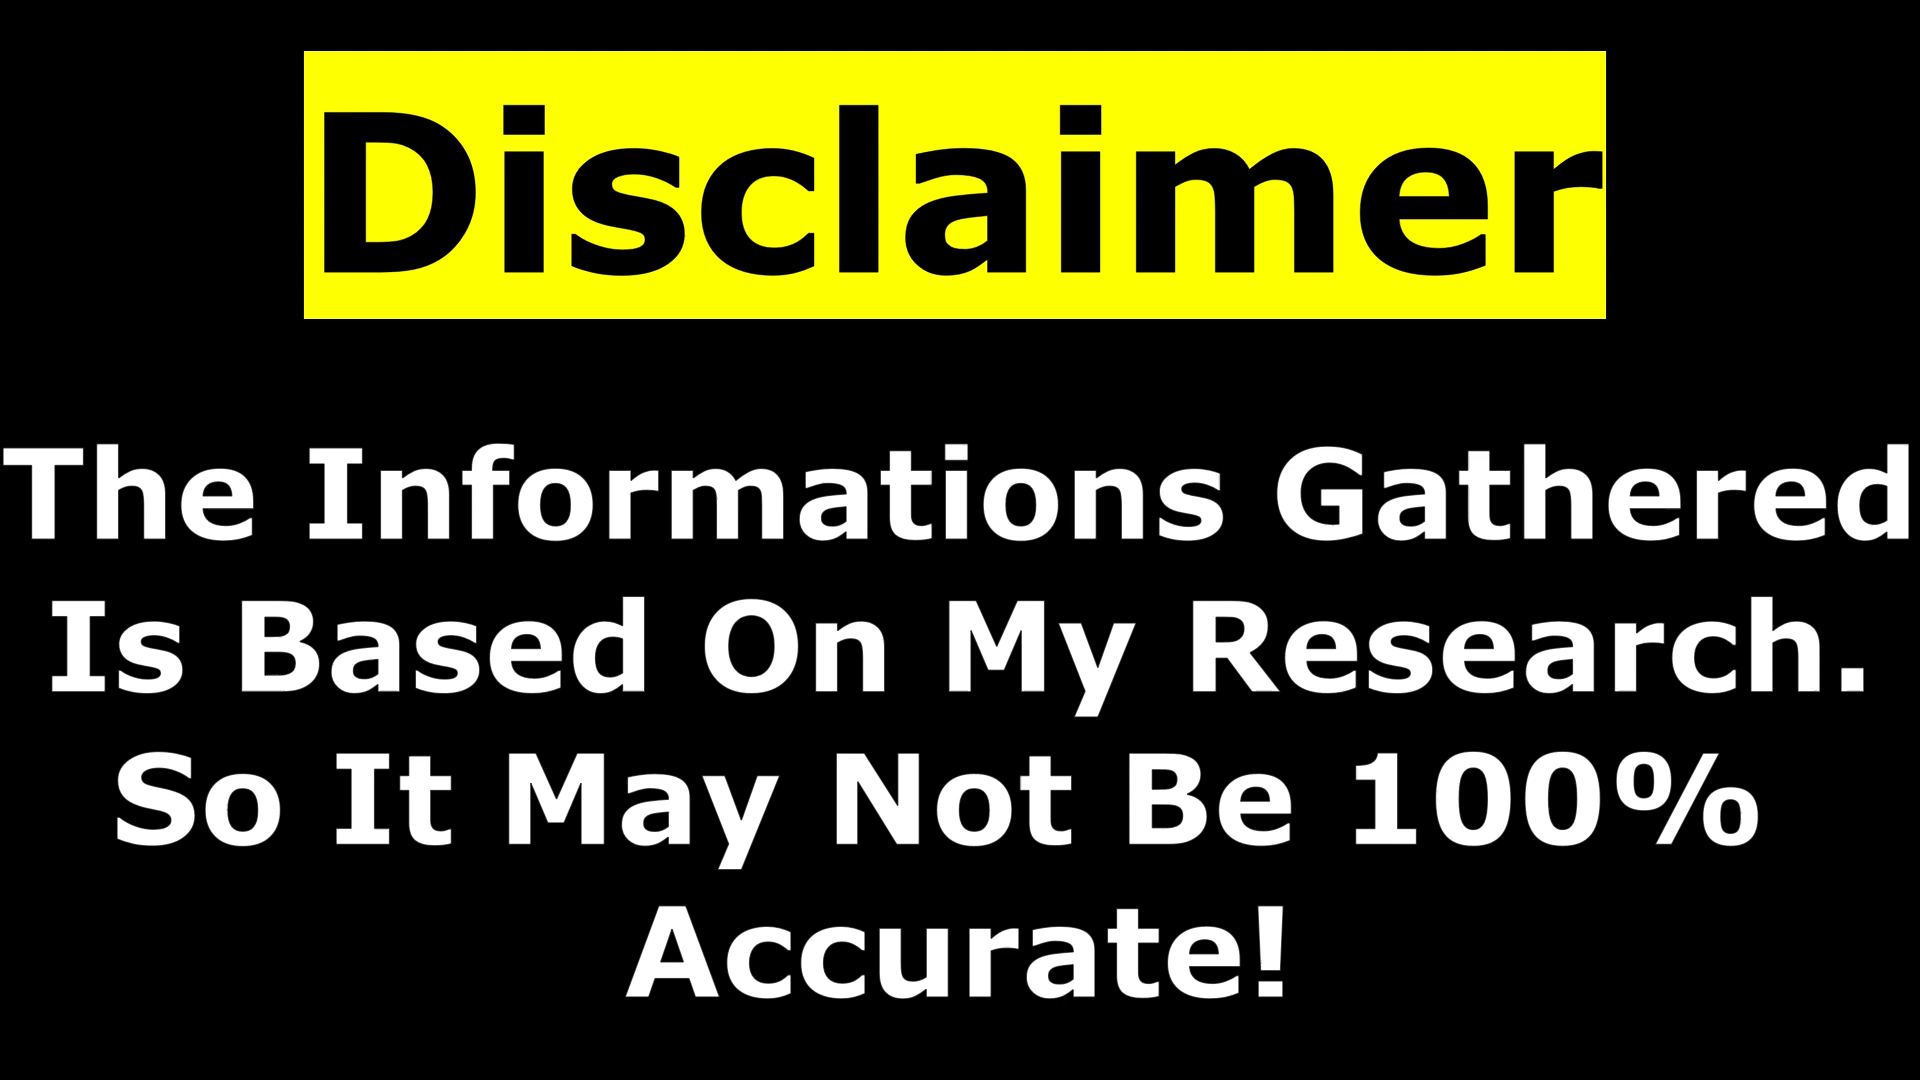 Disclaimer
The Informations Gathered
Is Based On My Research.
So It May Not Be 100%
Accurate!